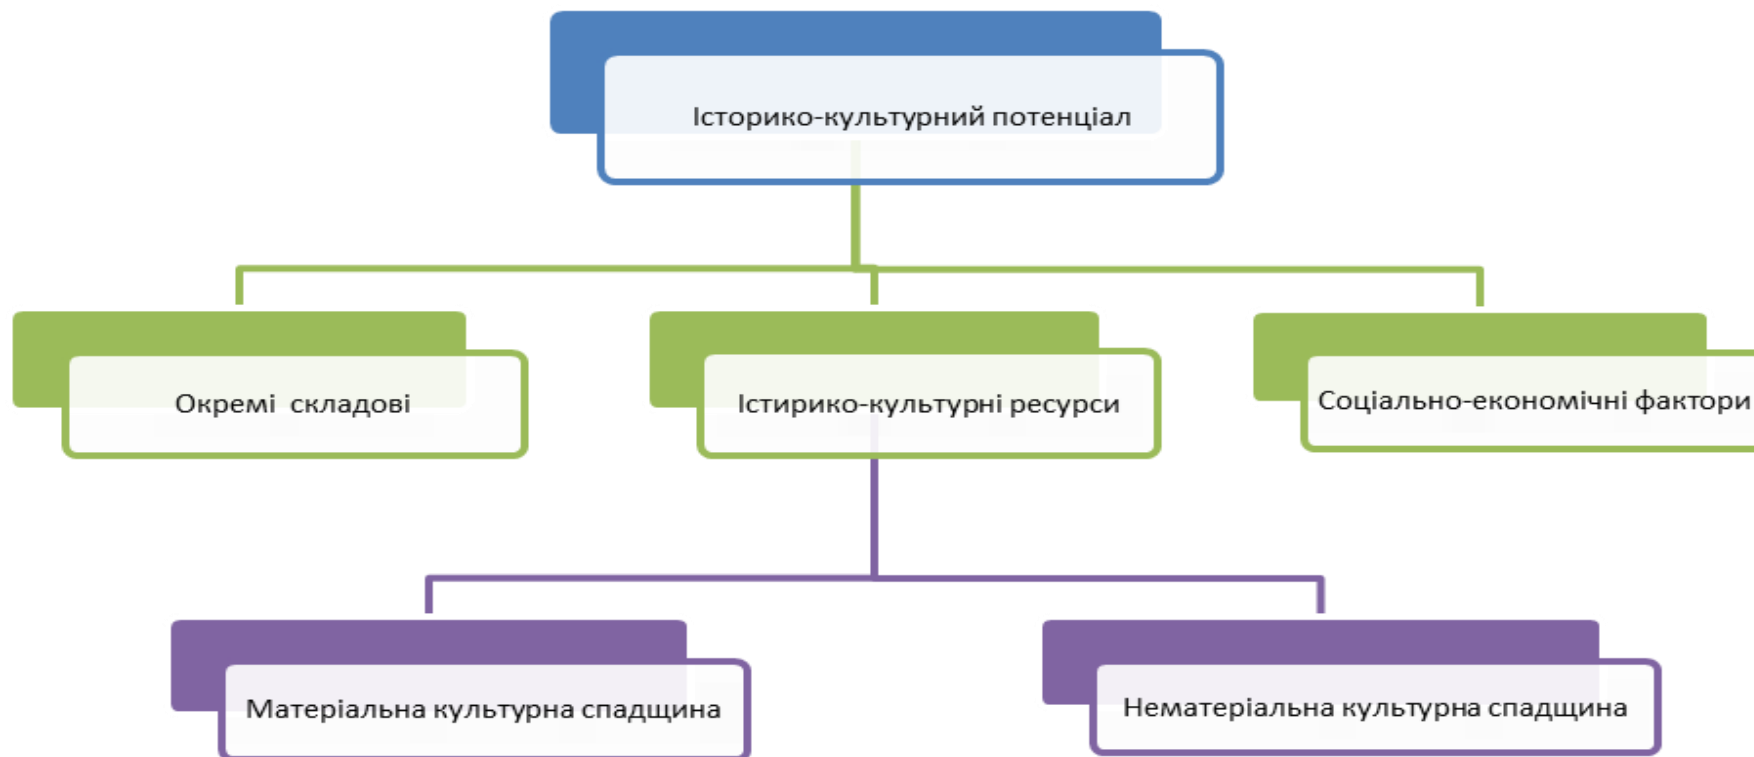 Історико-культурний потенціал
Окремі складові
Істирико-культурні ресурси
Соціально-економічні фактори
Матеріальна культурна спадщина
Нематеріальна культурна спадщина